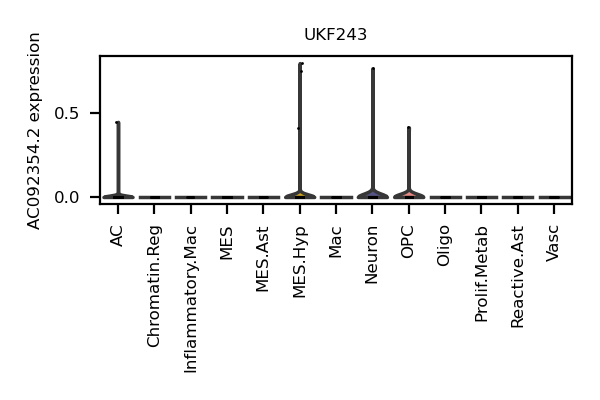 UKF243
AC092354.2 expression
0.5
0.0
AC
Chromatin.Reg
Inflammatory.Mac
MES
MES.Ast
MES.Hyp
Mac
Neuron
OPC
Oligo
Prolif.Metab
Reactive.Ast
Vasc